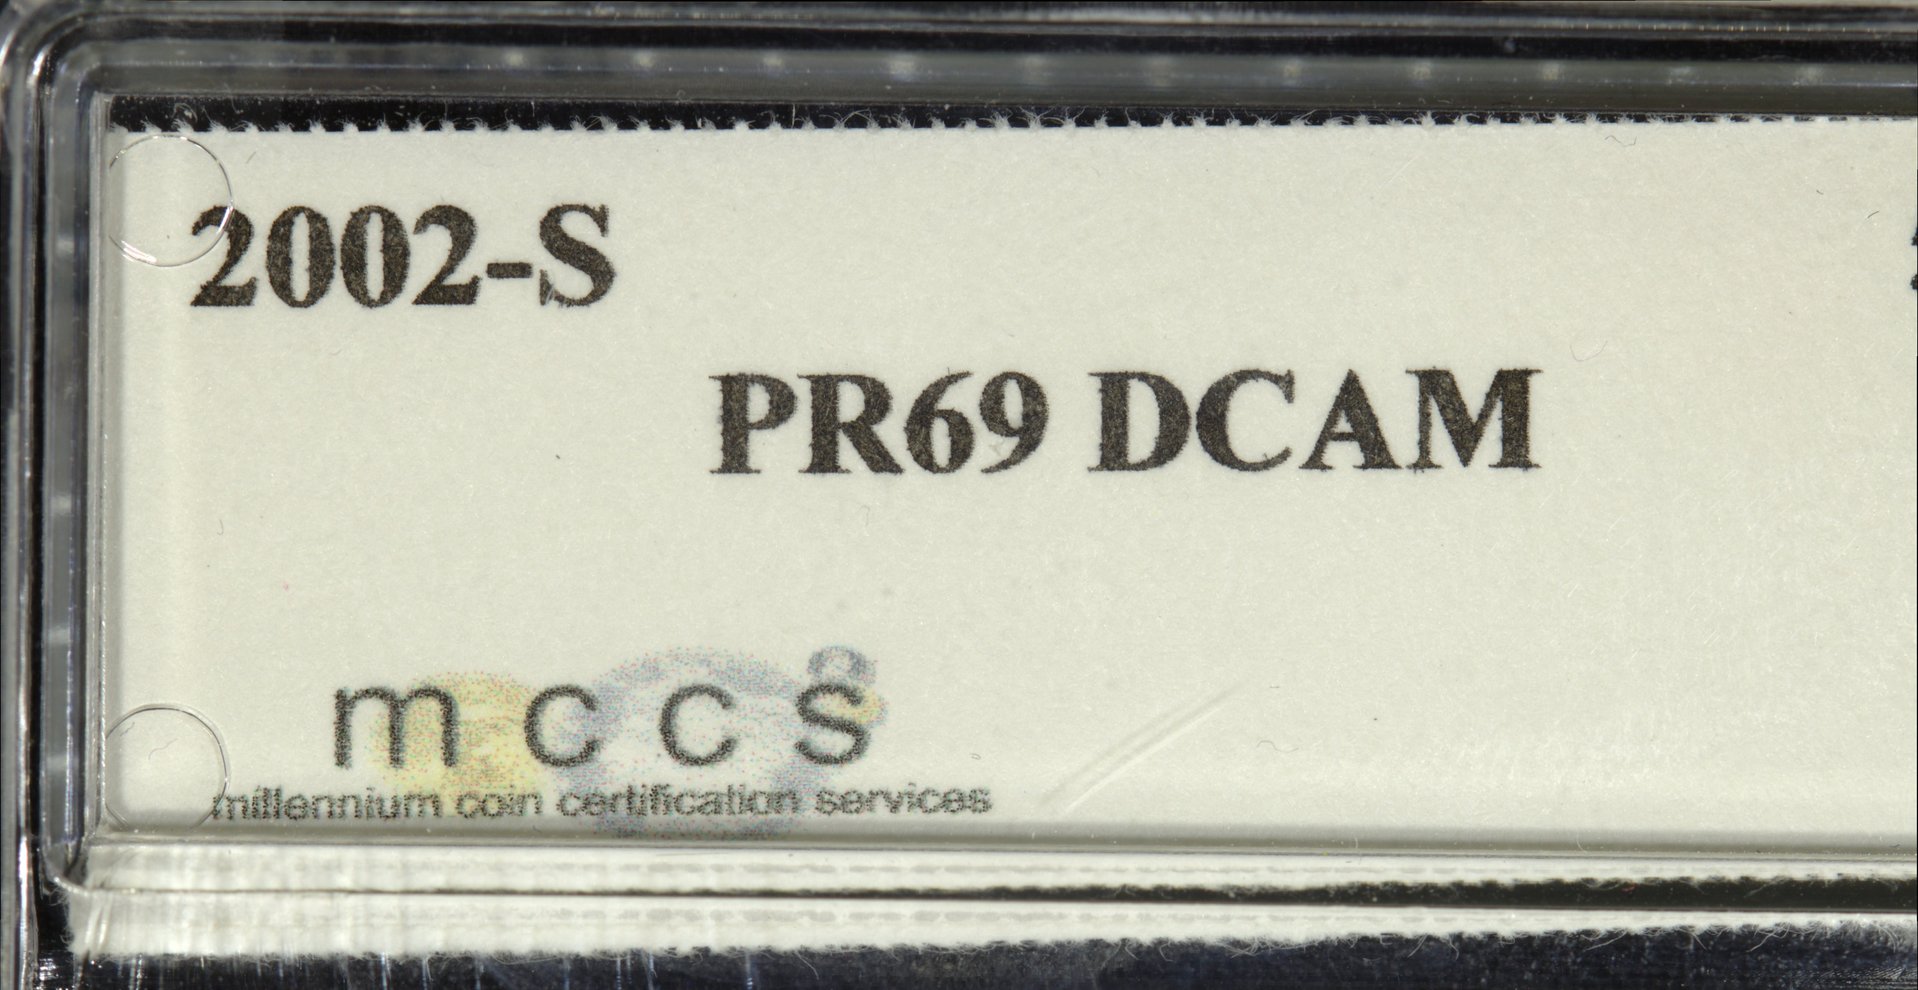 2002-S
PR69 DCAM
mccs
millennium coin certification services